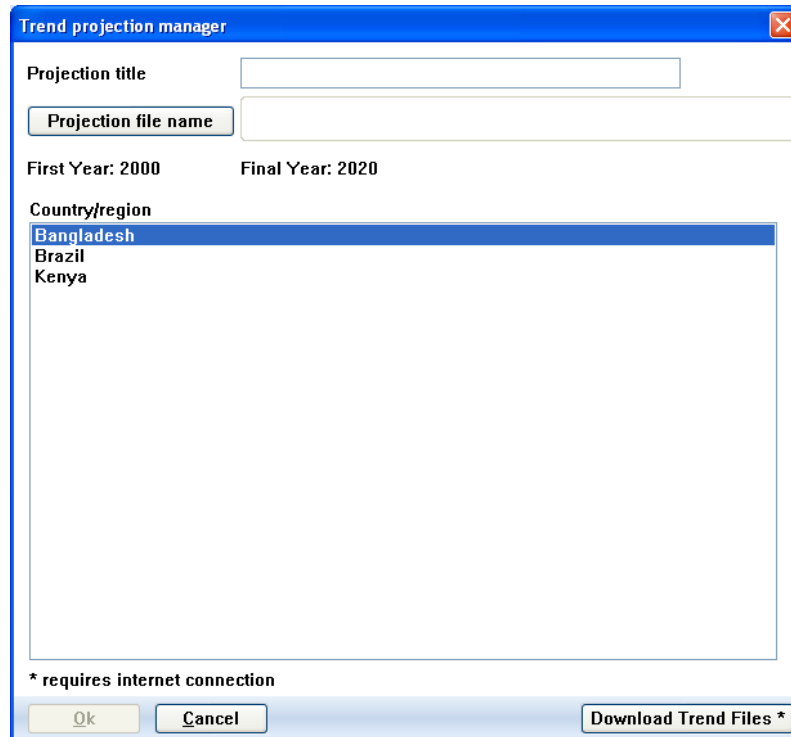 Trend projection manager
Projection title
Projection file name
First Year: 2000 Final Year: 2020
Country/region
Bangladesh
Brazil
Kenya
* requires internet connection
Ok Cancel Download Trend Files *